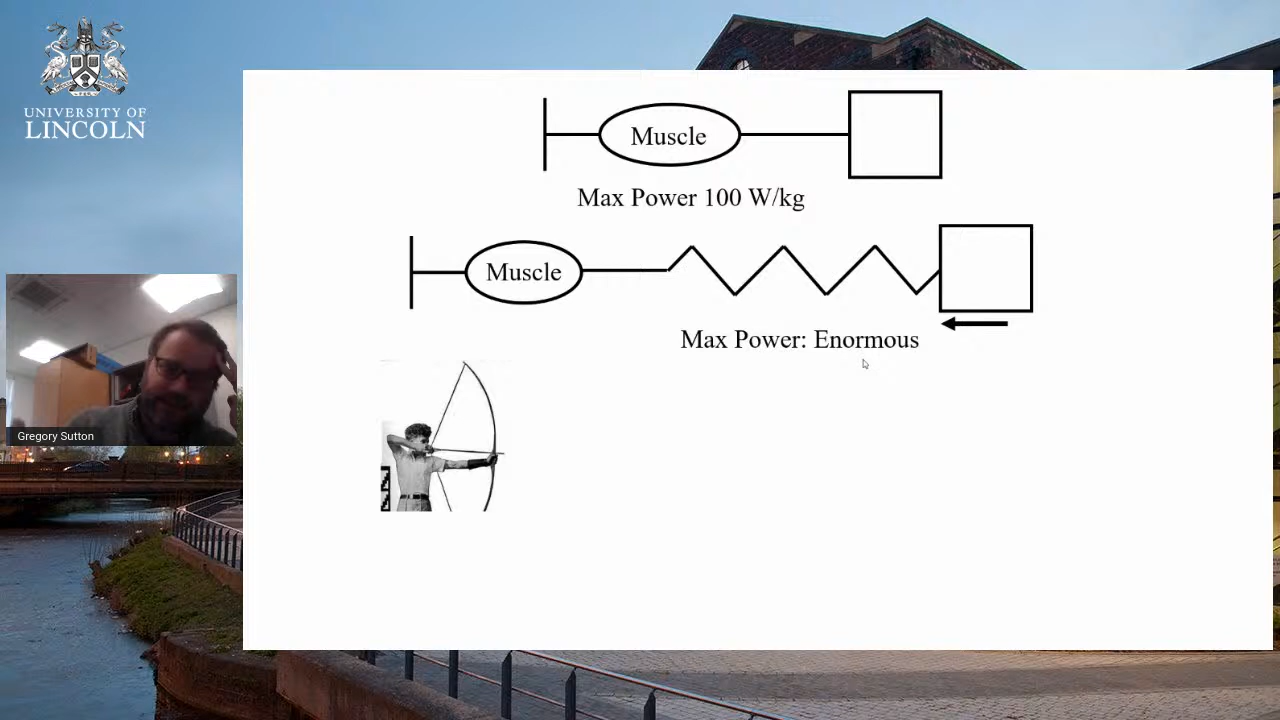 UNIVERSITY OF
LINCOLN
Muscle
Max Power 100 W/kg
Muscle
Max Power: Enormous
Gregory Sutton